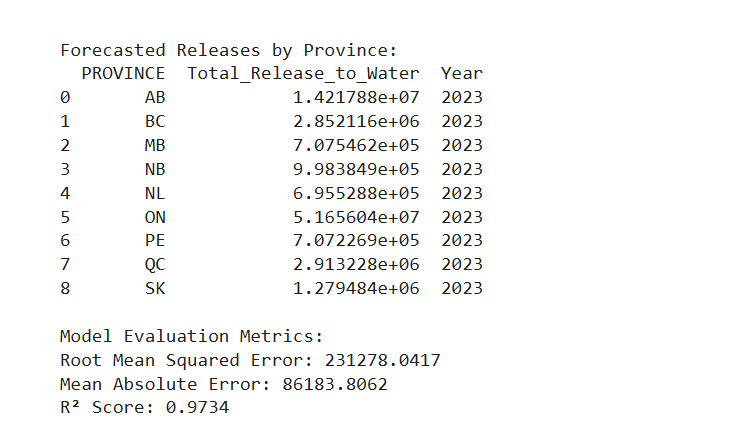 Forecasted Releases by Province:
  PROVINCE  Total_Release_to_Water  Year
0       AB            1.421788e+07  2023
1       BC            2.852116e+06  2023
2       MB            7.075462e+05  2023
3       NB            9.983849e+05  2023
4       NL            6.955288e+05  2023
5       ON            5.165604e+07  2023
6       PE            7.072269e+05  2023
7       QC            2.913228e+06  2023
8       SK            1.279484e+06  2023

Model Evaluation Metrics:
Root Mean Squared Error: 231278.0417
Mean Absolute Error: 86183.8062
R² Score: 0.9734